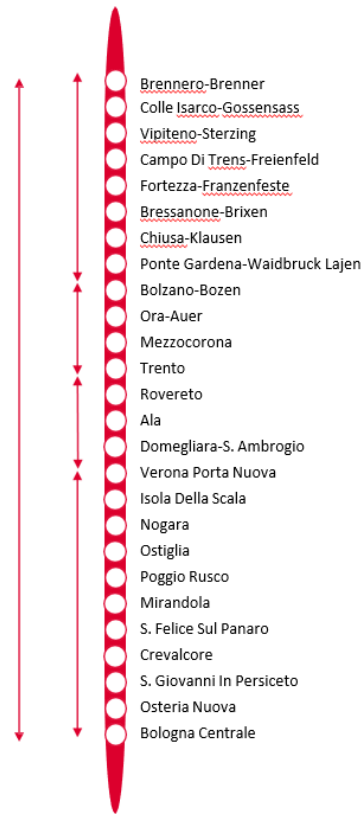 Brennero-Brenner
Colle Isarco-Gossensass
Vipiteno-Sterzing
Campo Di Trens-Freienfeld
Fortezza-Franzenfeste
Bressanone-Brixen
Chiusa-Klausen
Ponte Gardena-Waidbruck Lajen
Bolzano-Bozen
Ora-Auer
Mezzocorona
Trento
Rovereto
Ala
Domegliara-S. Ambrogio
Verona Porta Nuova
Isola Della Scala
Nogara
Ostiglia
Poggio Rusco
Mirandola
S. Felice Sul Panaro
Crevalcore
S. Giovanni In Persiceto
Osteria Nuova
Bologna Centrale